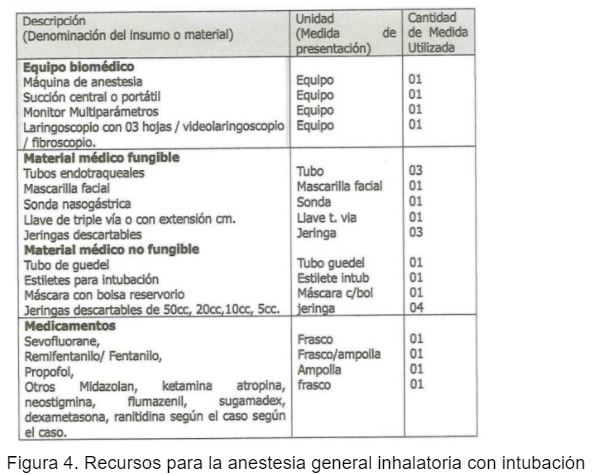 Descripción Unidad Cantidad
(Denominación del insumo o material) (Medida de de Medida
presentación) Utilizada
Equipo biomédico
Máquina de anestesia Equipo 01
Succión central o portátil Equipo 01
Monitor Multiparámetros Equipo 01
Laringoscopio con 03 hojas / videolaringoscopio Equipo 01
/ fibroscopio.
Material médico fungible
Tubos endotraqueales Tubo 03
Mascarilla facial Mascarilla facial 01
Sonda nasogástrica Sonda 01
Llave de triple vía o con extensión cm. Llave t. via 01
Jeringas descartables Jeringa 03
Material médico no fungible
Tubo de guedel Tubo guedel 01
Estiletes para intubación Estilete intub 01
Máscara con bolsa reservorio Máscara c/bol 01
Jeringas descartables de 50cc, 20cc,10cc, 5cc. jeringa 04
Medicamentos
Sevofluorane, Frasco 01
Remifentanilo/ Fentanilo, Frasco/ampolla 01
Propofol, Ampolla 01
Otros Midazolan, ketamina atropina, frasco 01
neostigmina, flumazenil, sugamadex,
dexametasona, ranitidina según el caso según
el caso.
Figura 4. Recursos para la anestesia general inhalatoria con intubación